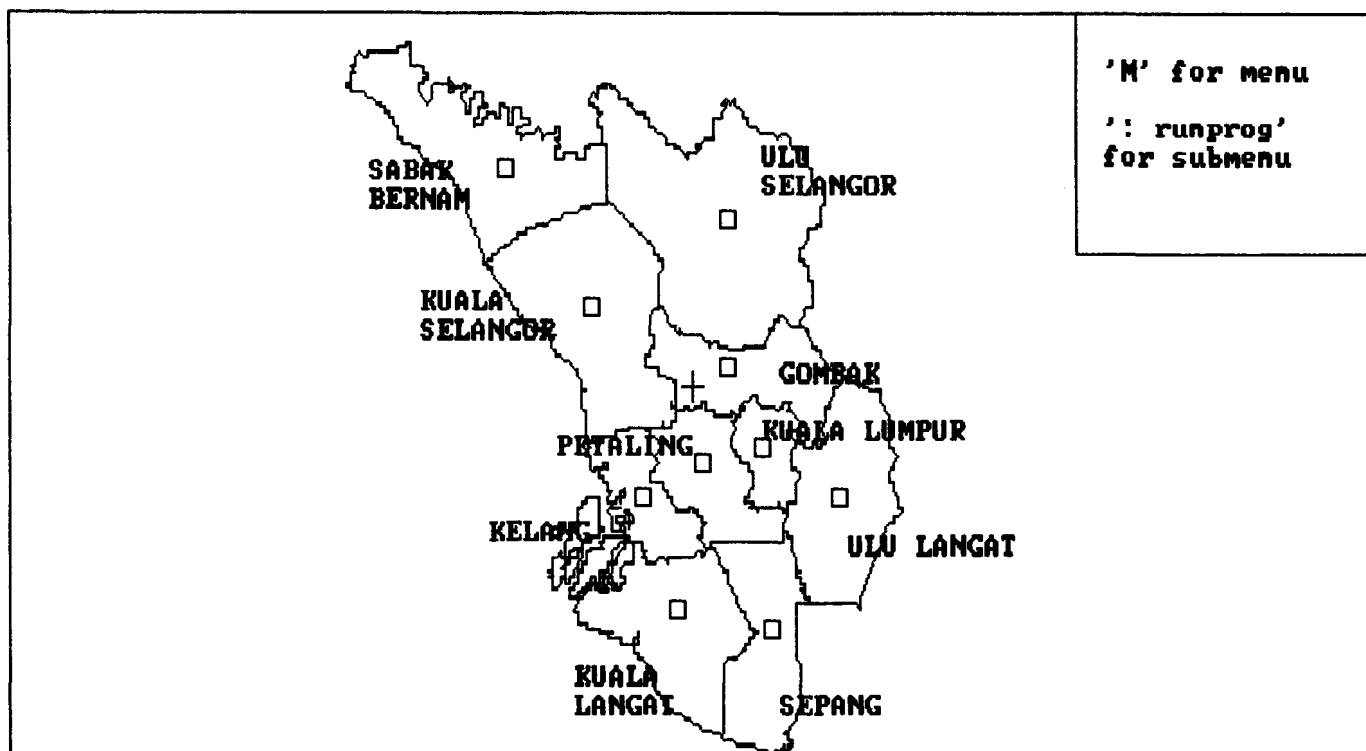 'M' for menu
': runprog'
for submenu
ULU
SELANGOR
SABAK
BERNAM
KUALA
SELANGOR
GOMBAK
KUALA LUMPUR
PETALING
KELANG
ULU LANGAT
KUALA
LANGAT
SEPANG